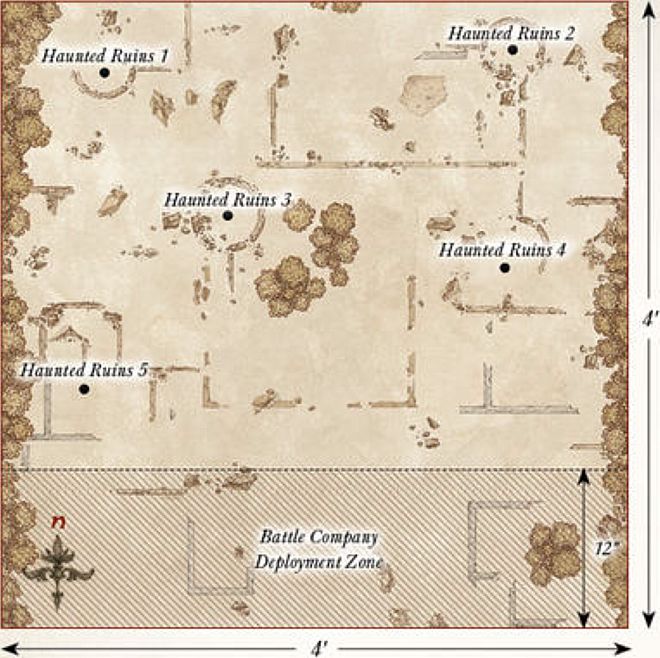 Haunted Ruins 1
Haunted Ruins 2
Haunted Ruins 3
Haunted Ruins 4
4'
Haunted Ruins 5
n
Battle Company
Deployment Zone
12"
4'